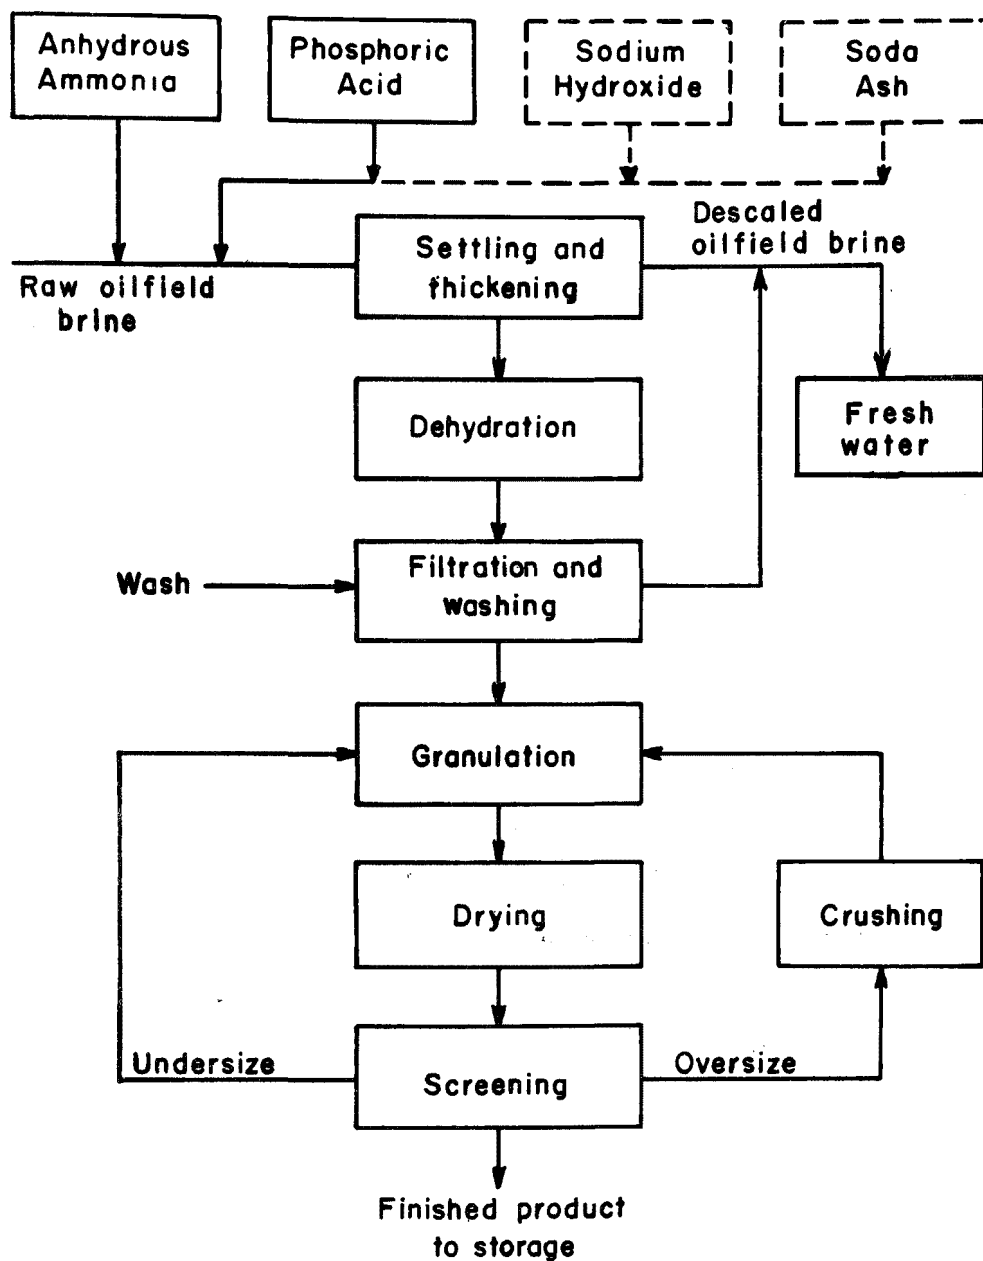 Anhydrous
Ammonia
Phosphoric
Acid
Sodium
Hydroxide
Soda
Ash
Raw oilfield
brine
Settling and
thickening
Descaled
oilfield brine
Dehydration
Fresh
water
Wash
Filtration and
washing
Granulation
Drying
Crushing
Undersize
Screening
Oversize
Finished product
to storage